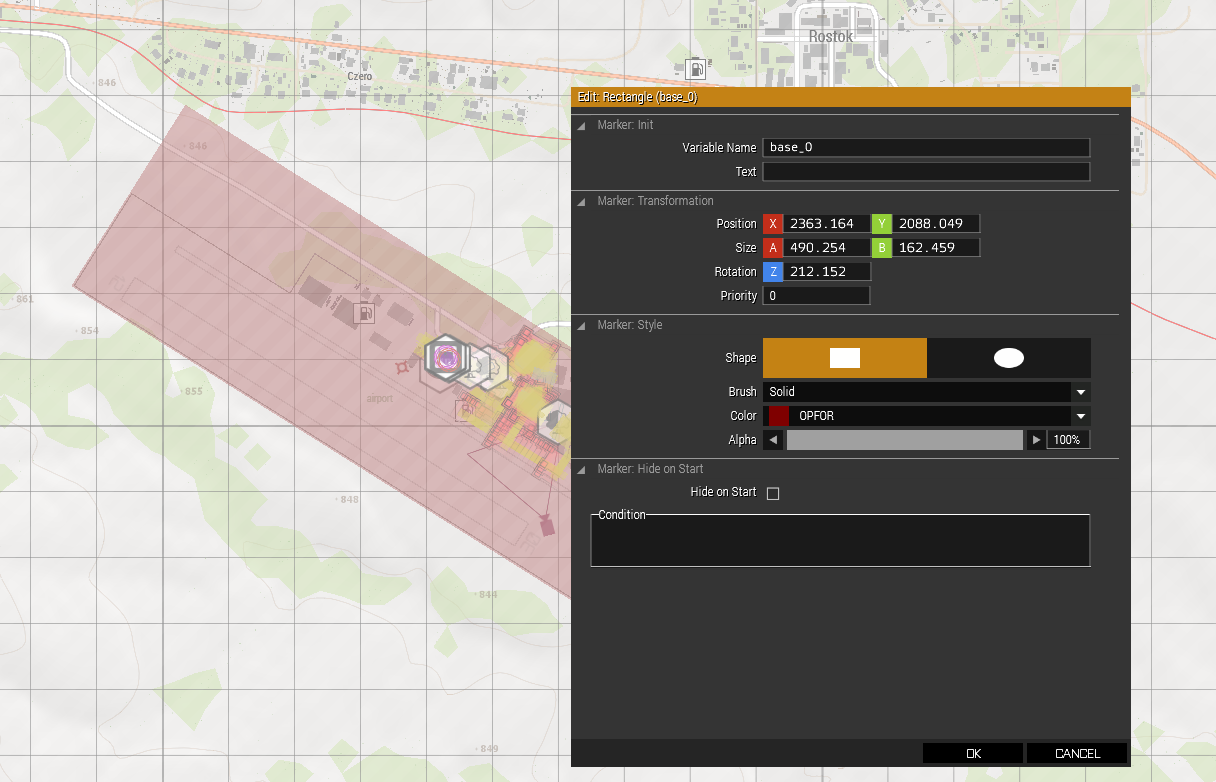 Rostok
Czero
846
846
861
854
855
airport
848
844
849
Edit: Rectangle (base_0)
Marker: Init
Variable Name base_0
Text
Marker: Transformation
Position X 2363.164 Y 2088.049
Size A 490.254 B 162.459
Rotation Z 212.152
Priority 0
Marker: Style
Shape
Brush Solid
Color OPFOR
Alpha 100%
Marker: Hide on Start
Hide on Start
Condition
OK CANCEL